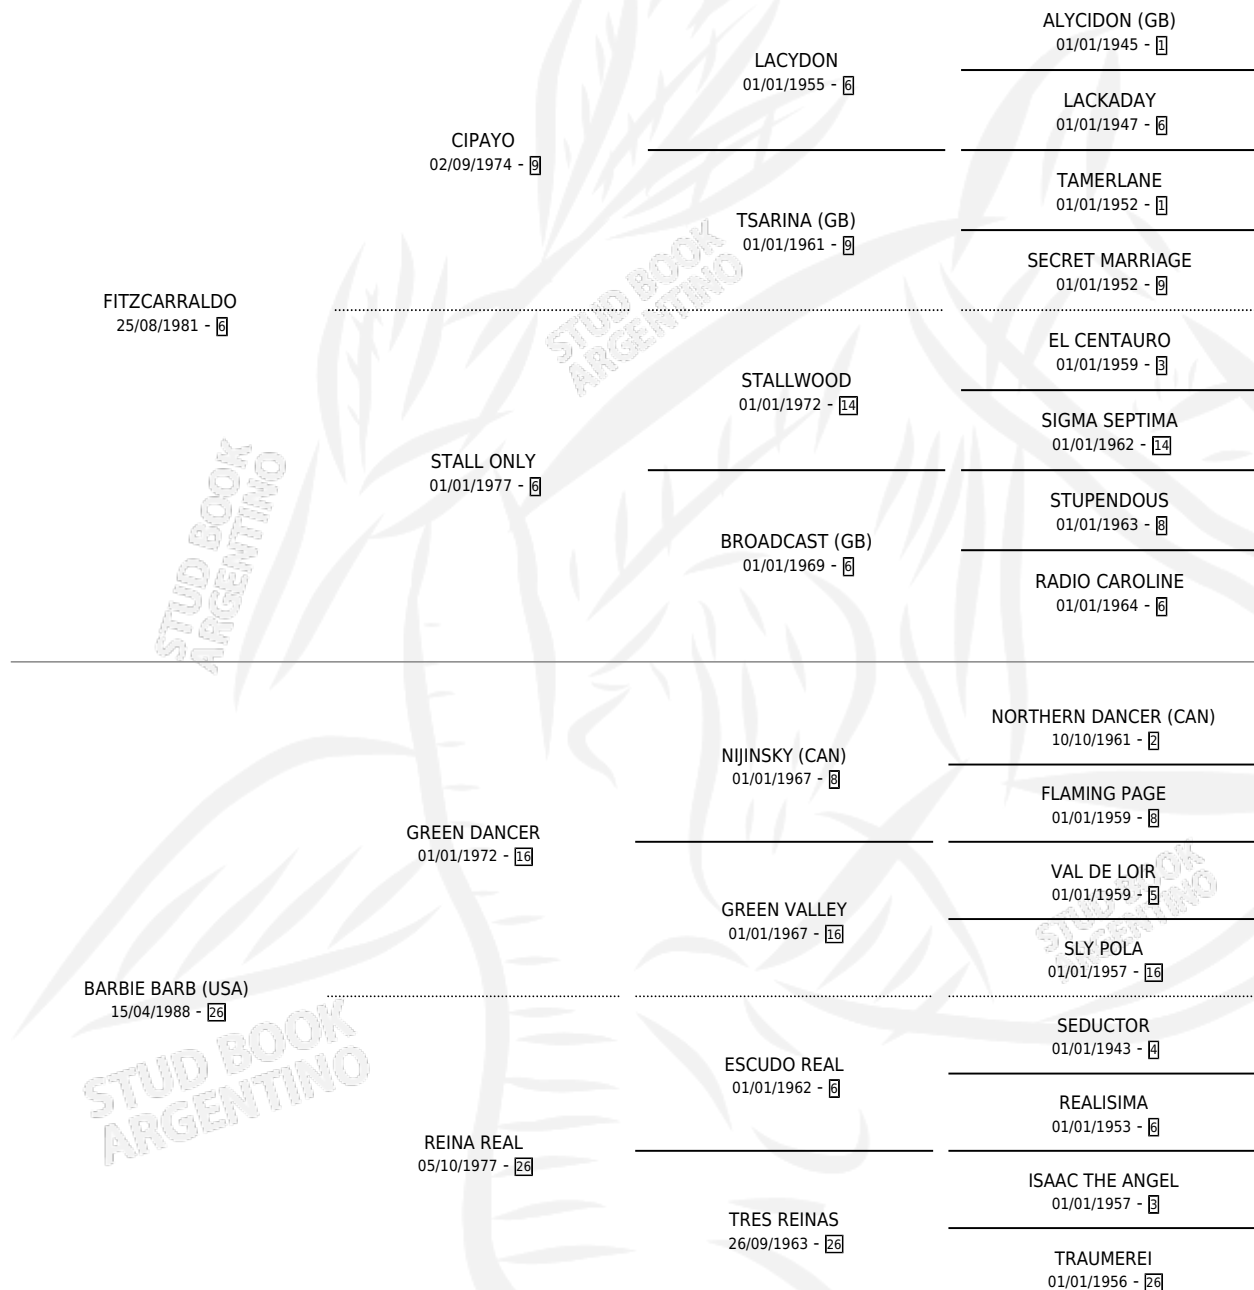 ALYCIDON (GB)
01/01/1945 - 1
LACYDON
01/01/1955 - 6
LACKADAY
01/01/1947 - 6
CIPAYO
02/09/1974 - 9
TAMERLANE
01/01/1952 - 1
TSARINA (GB)
01/01/1961 - 9
SECRET MARRIAGE
01/01/1952 - 9
FITZCARRALDO
25/08/1981 - 6
STUD BOOK
ARGENTINO
EL CENTAURO
01/01/1959 - 3
STALLWOOD
01/01/1972 - 14
SIGMA SEPTIMA
01/01/1962 - 14
STALL ONLY
01/01/1977 - 6
STUPENDOUS
01/01/1963 - 8
BROADCAST (GB)
01/01/1969 - 6
RADIO CAROLINE
01/01/1964 - 6
STUD BOOK
ARGENTINO
NORTHERN DANCER (CAN)
10/10/1961 - 2
NIJINSKY (CAN)
01/01/1967 - 8
FLAMING PAGE
01/01/1959 - 8
GREEN DANCER
01/01/1972 - 16
VAL DE LOIR
01/01/1959 - 5
GREEN VALLEY
01/01/1967 - 16
SLY POLA
01/01/1957 - 16
STUD BOOK
ARGENTINO
BARBIE BARB (USA)
15/04/1988 - 26
SEDUCTOR
01/01/1943 - 4
ESCUDO REAL
01/01/1962 - 6
REALISIMA
01/01/1953 - 6
STUD BOOK
ARGENTINO
REINA REAL
05/10/1977 - 26
ISAAC THE ANGEL
01/01/1957 - 3
TRES REINAS
26/09/1963 - 26
TRAUMEREI
01/01/1956 - 26